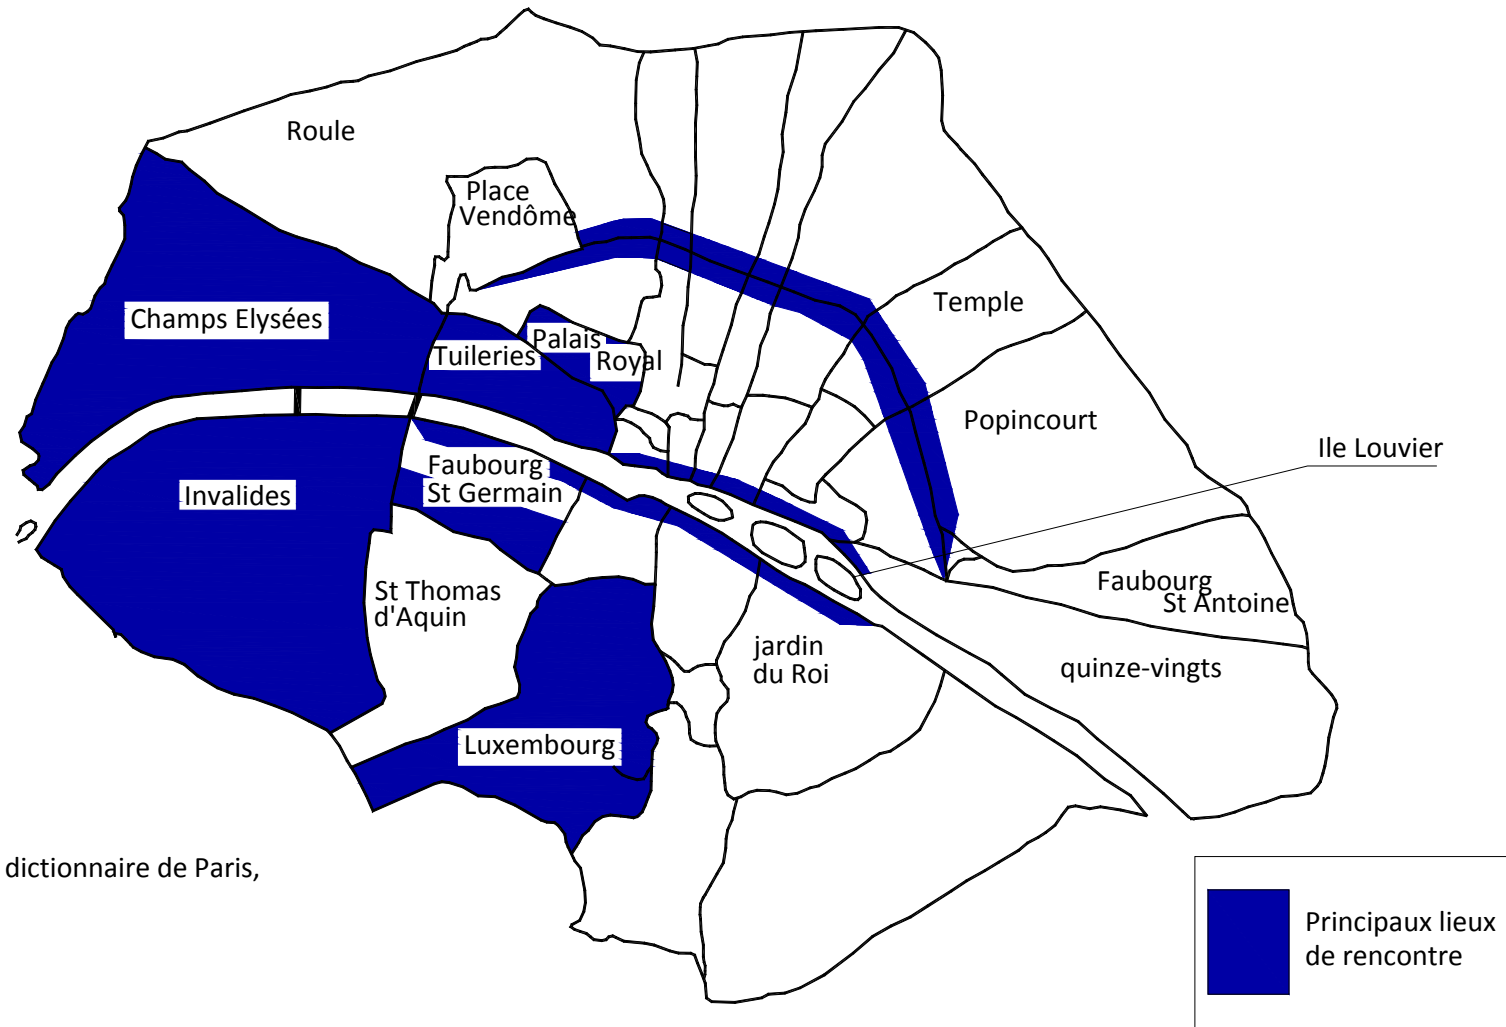 Roule
Place
Vendôme
Temple
Champs Elysées
Palais
Tuileries
Royal
Popincourt
Ile Louvier
Faubourg
St Germain
Invalides
St Thomas
d'Aquin
Faubourg
St Antoine
jardin
du Roi
quinze-vingts
Luxembourg
dictionnaire de Paris,
Principaux lieux
de rencontre